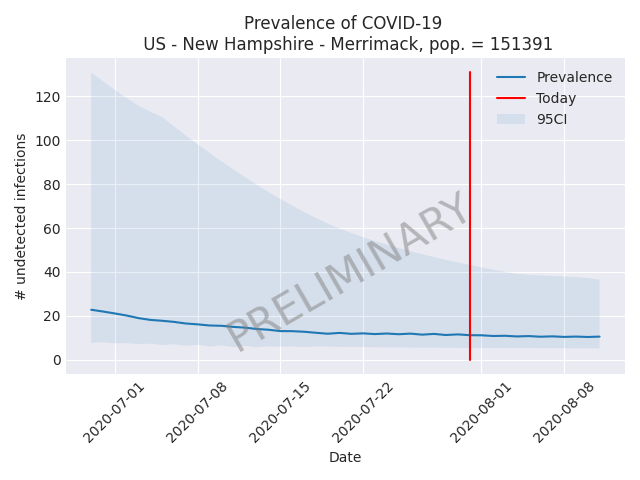 Prevalence of COVID-19
US - New Hampshire - Merrimack, pop. = 151391
Prevalence
Today
95CI
120
100
80
60
40
20
0
# undetected infections
PRELIMINARY
2020-07-01
2020-07-08
2020-07-15
2020-07-22
2020-08-01
2020-08-08
Date